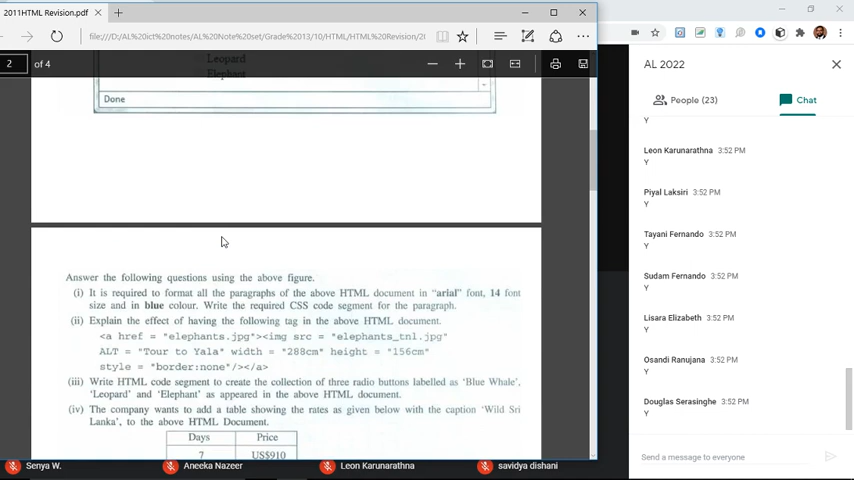 2011HTML Revision.pdf
file:///D:/AL%20ict%20notes/AL%20Note%20set/Grade%2013/10/HTML/HTML%20Revision/2
2 of 4
Leopard
Elephant
Done
Answer the following questions using the above figure.
(i) It is required to format all the paragraphs of the above HTML document in "arial" font, 14 font
size and in blue colour. Write the required CSS code segment for the paragraph.
(ii) Explain the effect of having the following tag in the above HTML document.
<a href = "elephants.jpg"><img src = "elephants_tnl.jpg"
ALT = "Tour to Yala" width = "288cm" height = "156cm"
style = "border:none"/></a>
(iii) Write HTML code segment to create the collection of three radio buttons labelled as 'Blue Whale',
'Leopard' and 'Elephant' as appeared in the above HTML document.
(iv) The company wants to add a table showing the rates as given below with the caption 'Wild Sri
Lanka', to the above HTML Document.
Days Price
7 US$910
Senya W.
Aneeka Nazeer
Leon Karunarathna
savidya dishani
AL 2022
People (23)
Chat
Y
Leon Karunarathna 3:52 PM
Y
Piyal Laksiri 3:52 PM
Y
Tayani Fernando 3:52 PM
Y
Sudam Fernando 3:52 PM
Y
Lisara Elizabeth 3:52 PM
Y
Osandi Ranujana 3:52 PM
Y
Douglas Serasinghe 3:52 PM
Y
Send a message to everyone